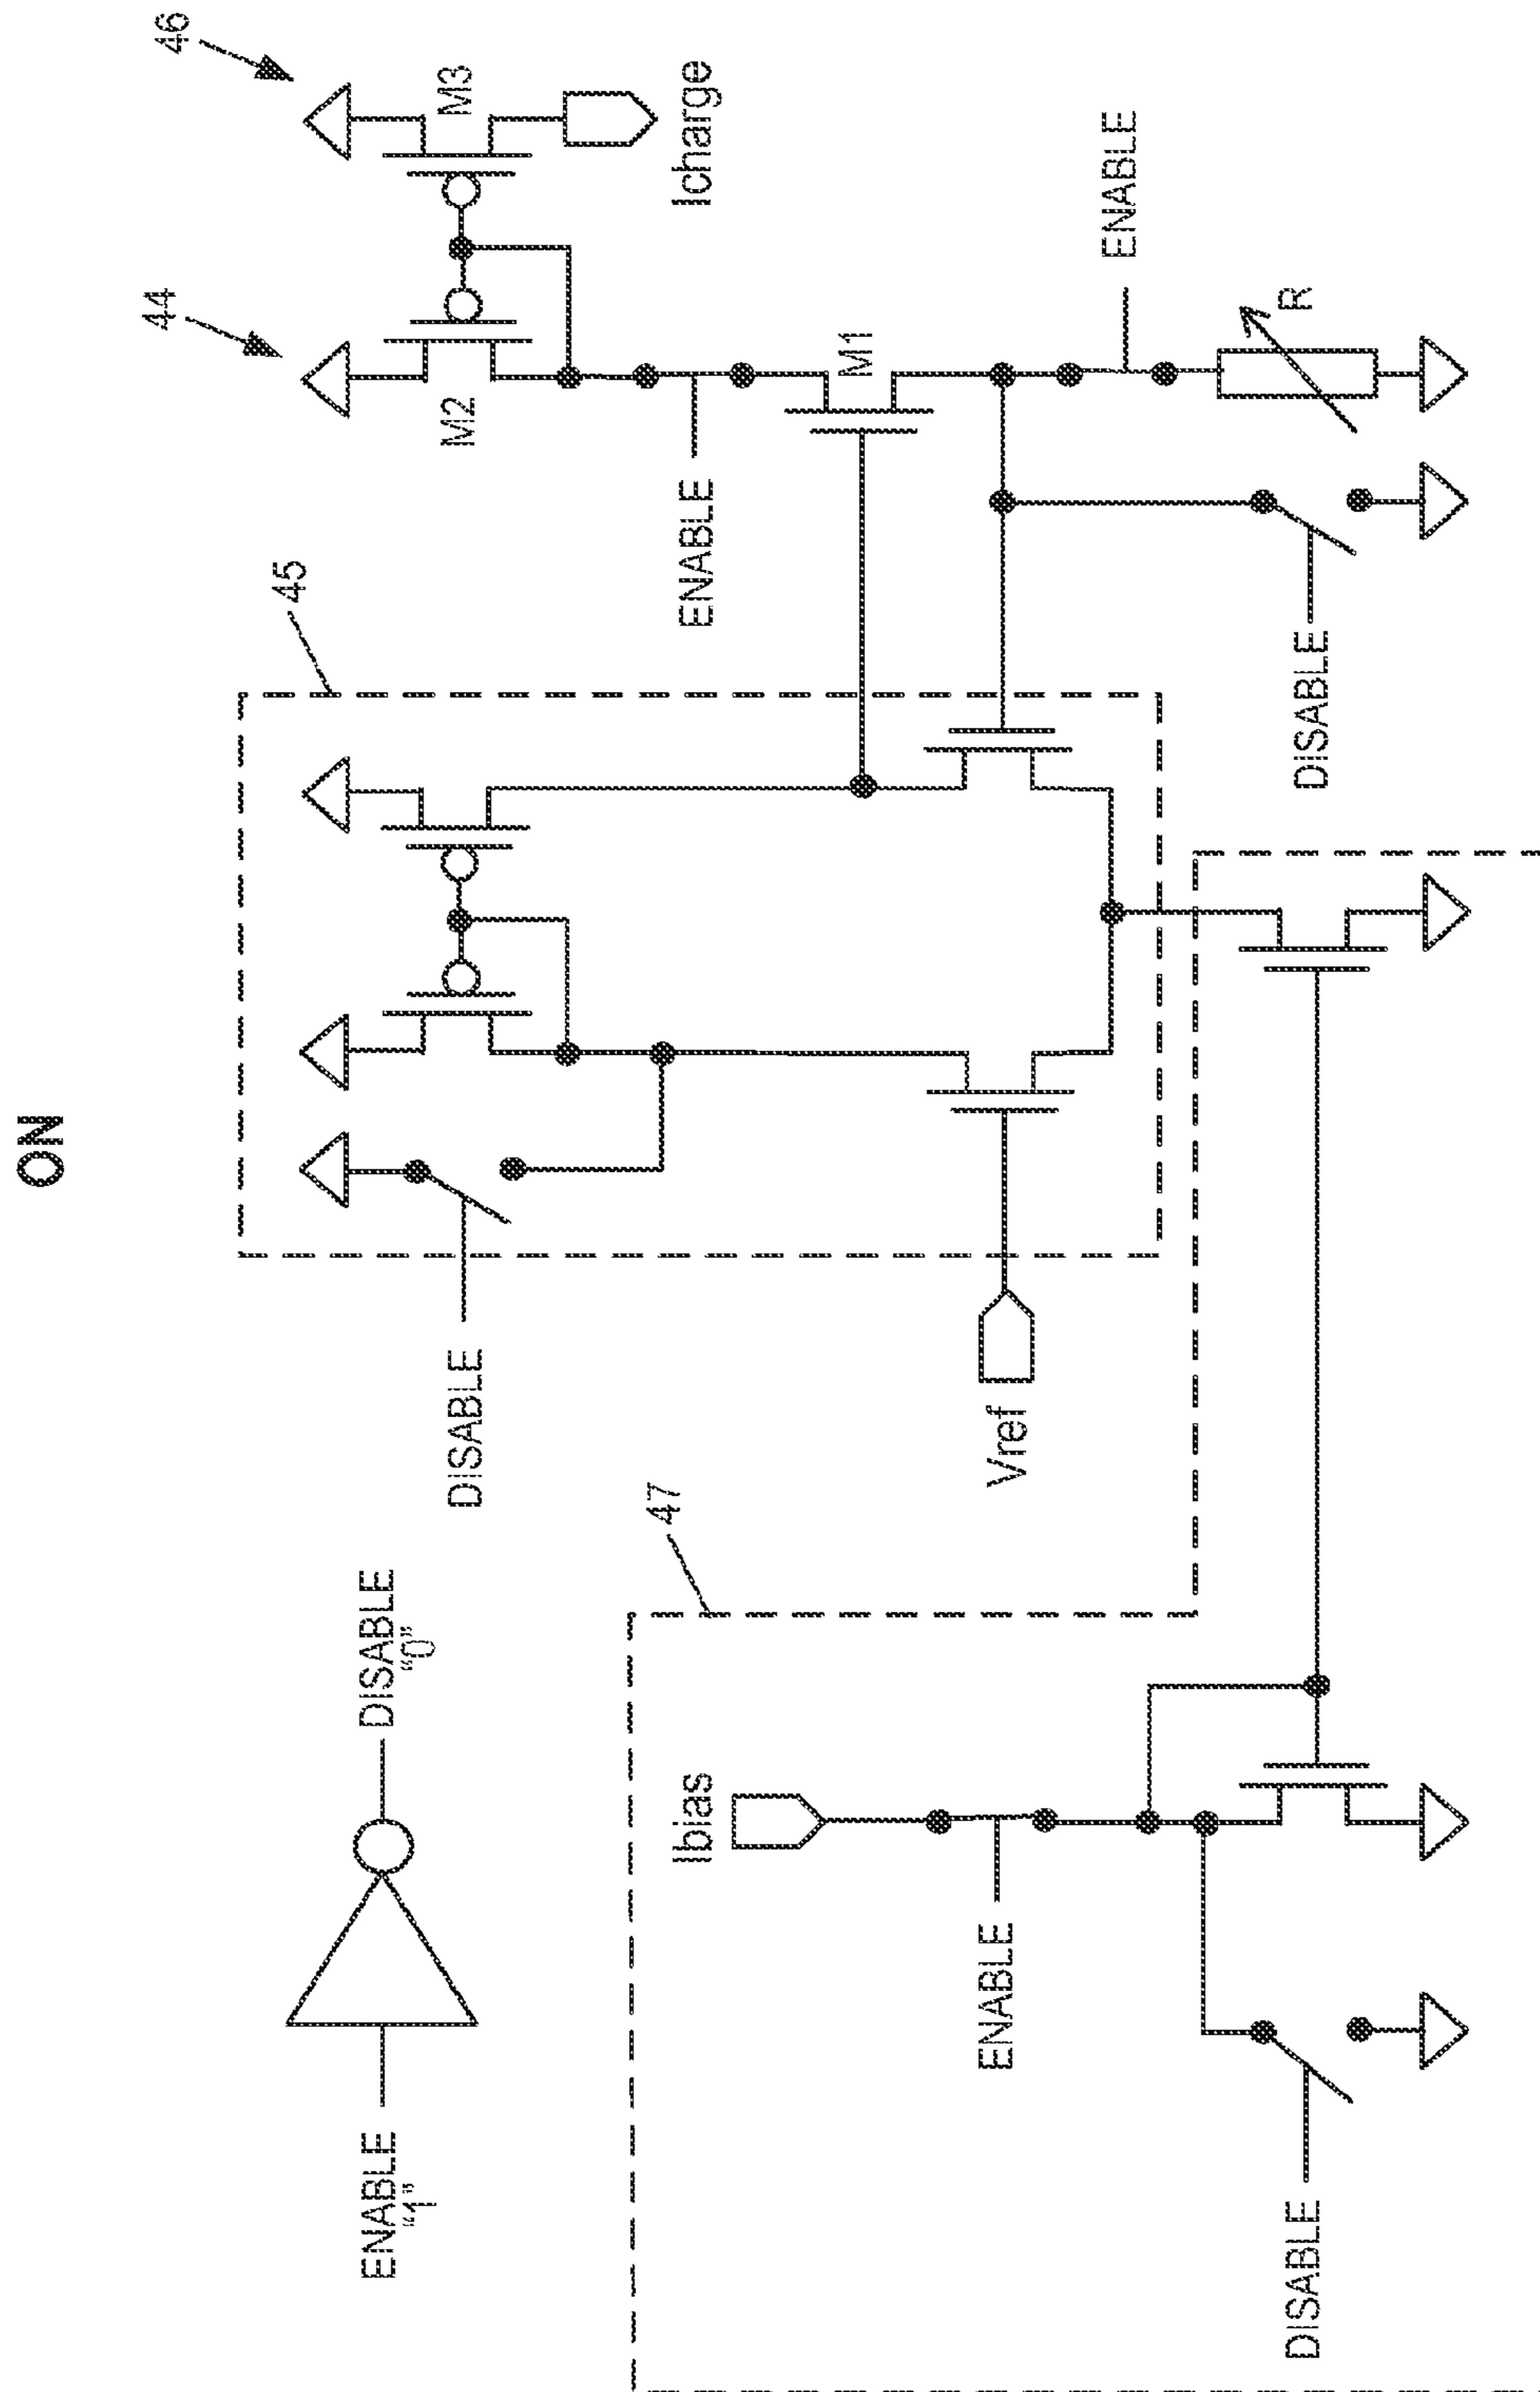 ON
ENABLE
"1"
DISABLE
"0"
DISABLE
45
44
46
M2
M3
Icharge
ENABLE
M1
ENABLE
R
DISABLE
Vref
47
Ibias
ENABLE
DISABLE